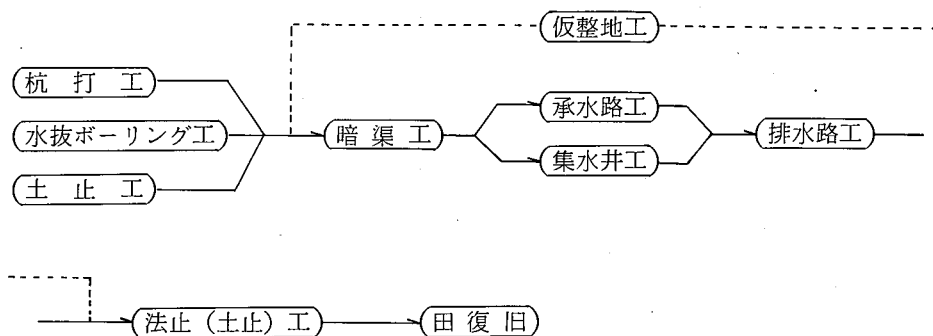 仮整地工
杭打工
水抜ボーリング工
土止工
暗渠工
承水路工
集水井工
排水路工
法止（土止）工
田復旧